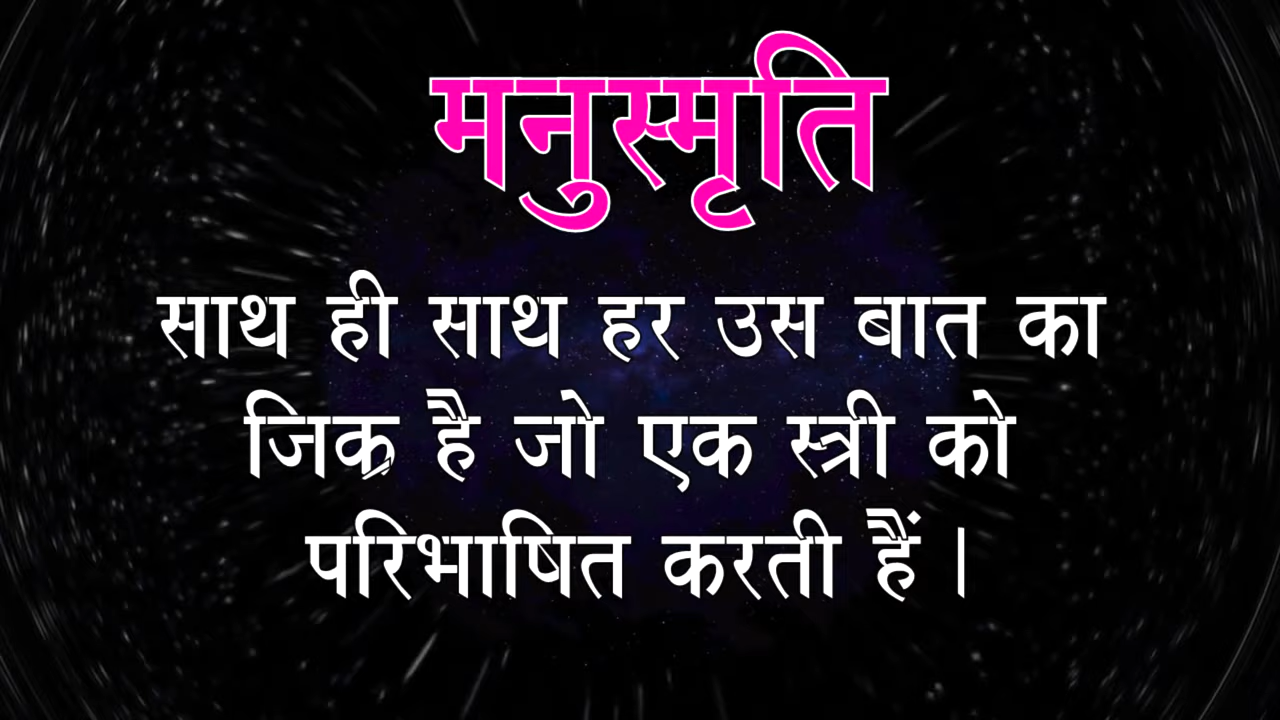 मनुस्मृति
साथ ही साथ हर उस बात का
जिक्र है जो एक स्त्री को
परिभाषित करती हैं ।